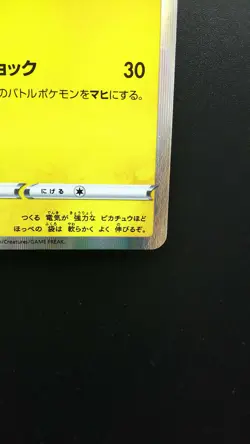 ョック 30
のバトルポケモンをマヒにする。
にげる
つくる 電気が 強力な ピカチュウほど
ほっぺの 袋は 軟らかく よく 伸びるぞ。
/Creatures/GAME FREAK.